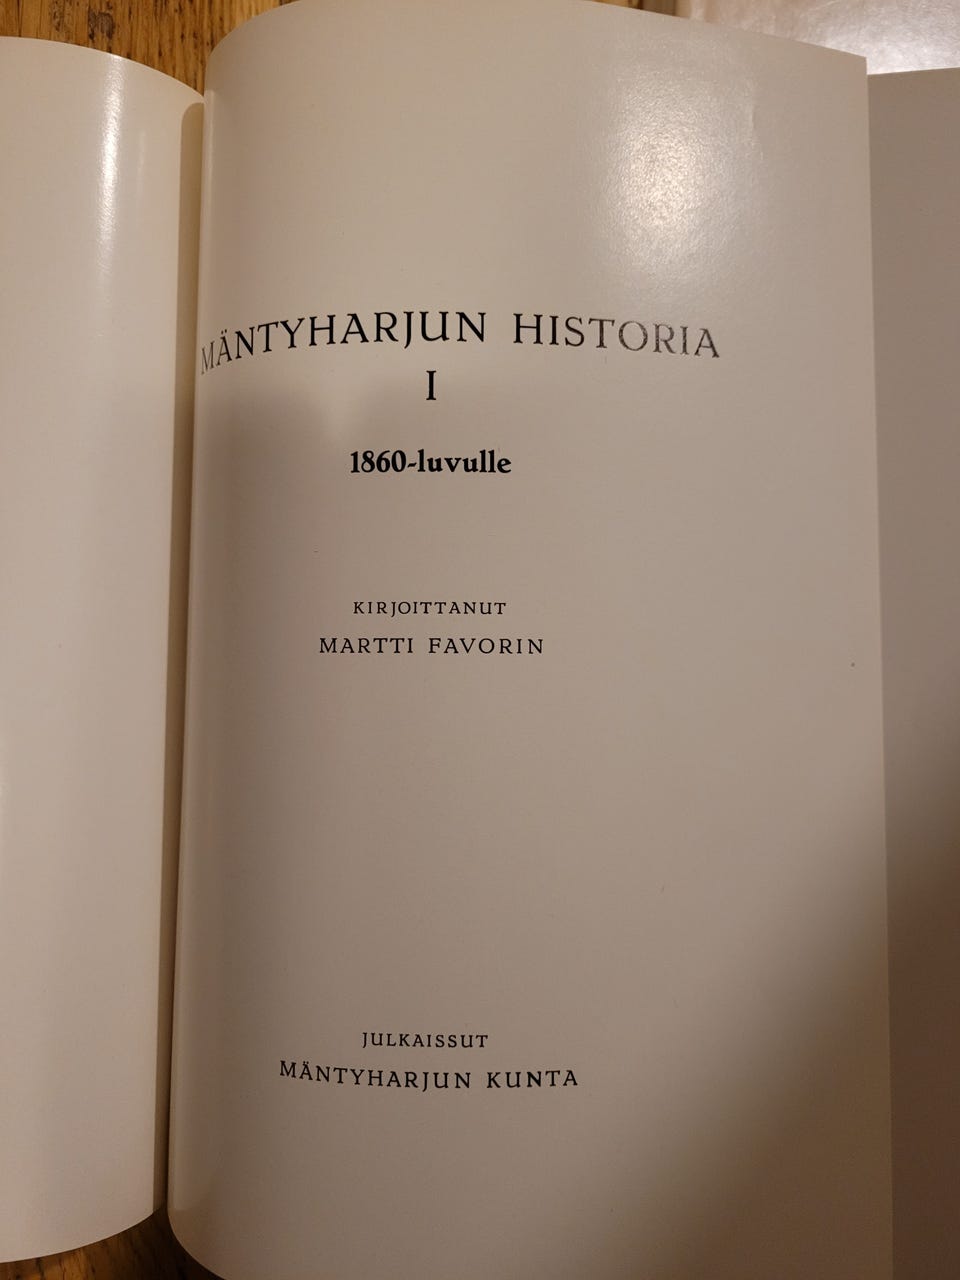 MÄNTYHARJUN HISTORIA
I
1860-luvulle
KIRJOITTANUT
MARTTI FAVORIN
JULKAISSUT
MÄNTYHARJUN KUNTA